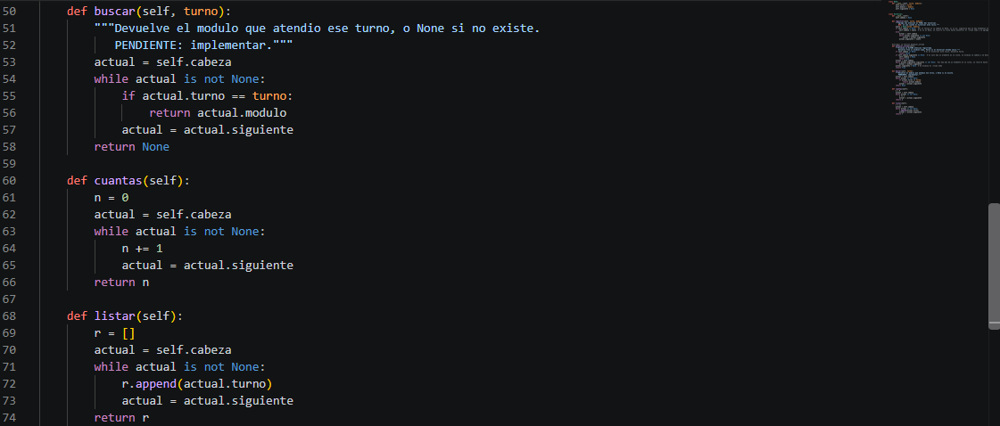 50 def buscar(self, turno):
51 """Devuelve el modulo que atendio ese turno, o None si no existe.
52 PENDIENTE: implementar."""
53 actual = self.cabeza
54 while actual is not None:
55 if actual.turno == turno:
56 return actual.modulo
57 actual = actual.siguiente
58 return None
59
60 def cuantas(self):
61 n = 0
62 actual = self.cabeza
63 while actual is not None:
64 n += 1
65 actual = actual.siguiente
66 return n
67
68 def listar(self):
69 r = []
70 actual = self.cabeza
71 while actual is not None:
72 r.append(actual.turno)
73 actual = actual.siguiente
74 return r